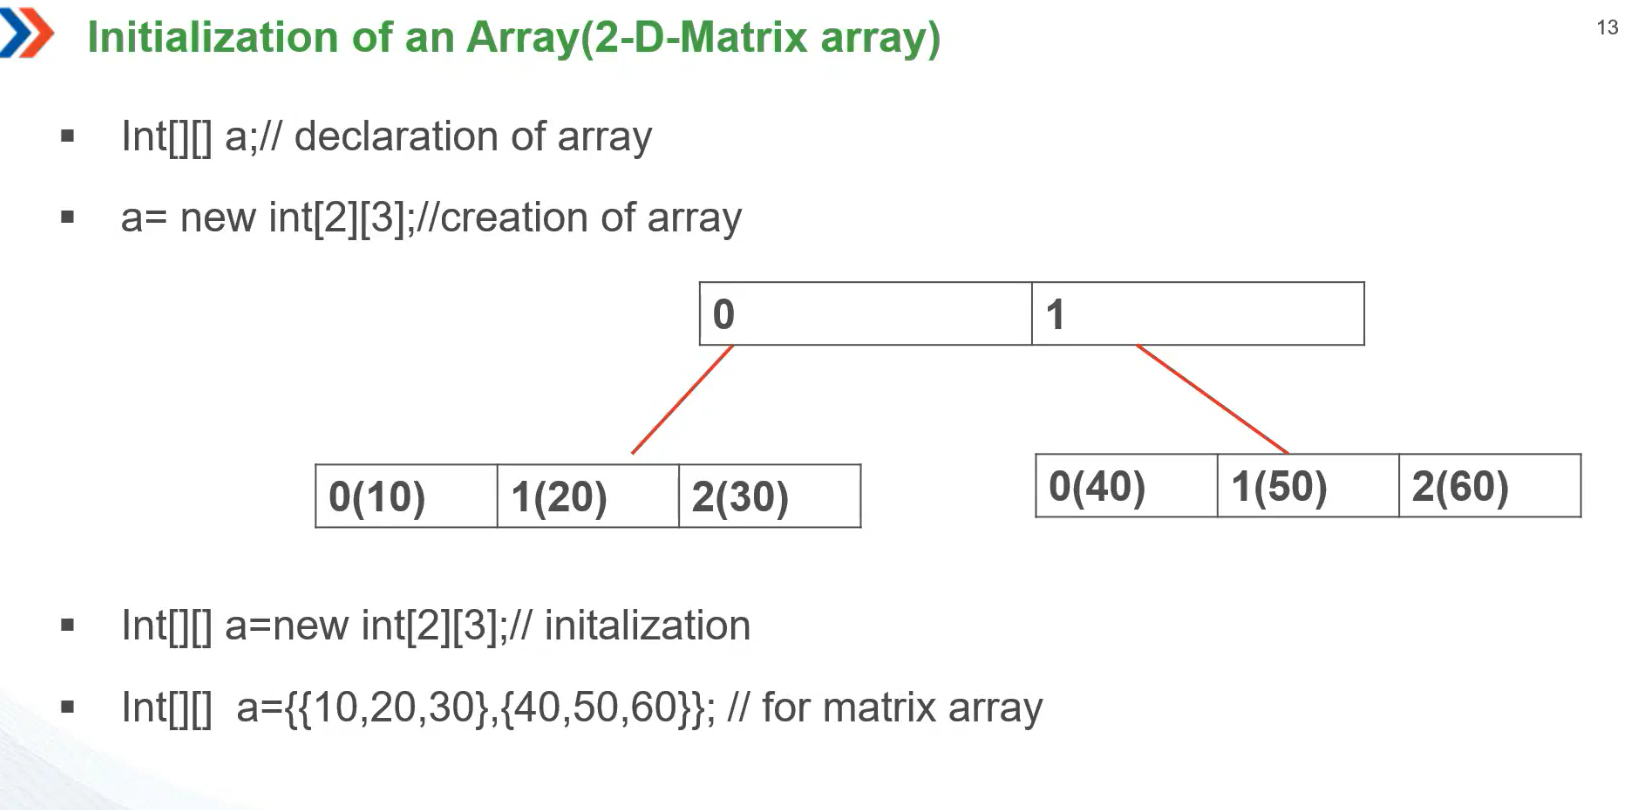 Initialization of an Array(2-D-Matrix array)
13
Int[][] a;// declaration of array
a= new int[2][3];//creation of array
0 1
0(10) 1(20) 2(30)
0(40) 1(50) 2(60)
Int[][] a=new int[2][3];// initalization
Int[][] a={{10,20,30},{40,50,60}}; // for matrix array